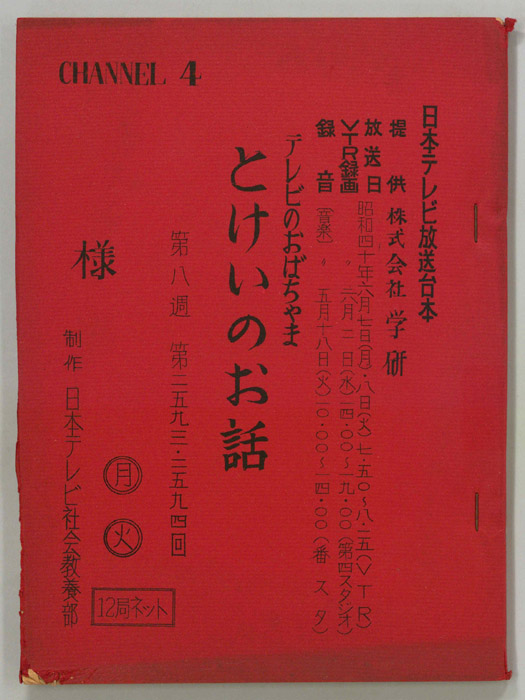 CHANNEL 4
日本テレビ放送台本
提供 株式会社 学研
放送日 昭和四十年六月七日(月)・八日(火)七・五〇～八・二五(VTR)
VTR録画 〃 六月二日(水)一四・〇〇～一九・〇〇(第四スタジオ)
録音(音楽) 〃 五月十八日(火)一〇・〇〇～一四・〇〇(番スタ)
テレビのおばちゃま
とけいのお話
第八週 第二五九三・二五九四回
様
制作 日本テレビ社会教養部
月
火
12局ネット